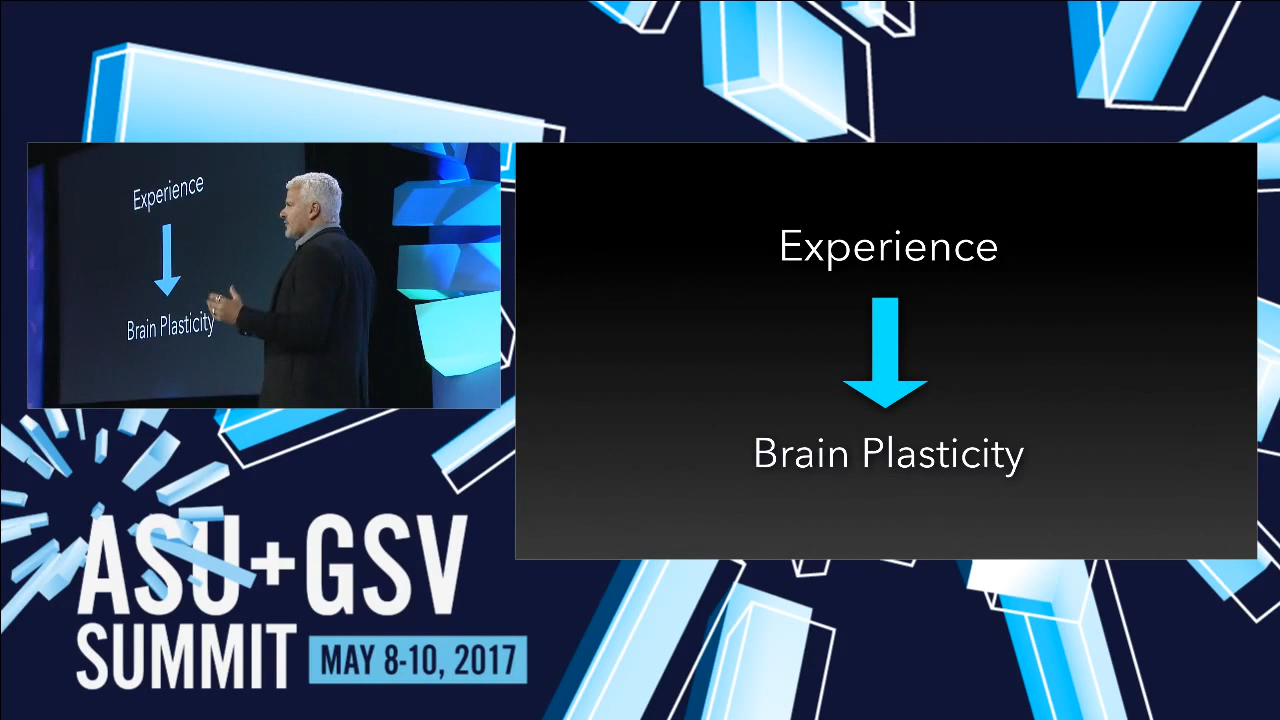 Experience
Brain Plasticity
Experience
Brain Plasticity
ASU+GSV
SUMMIT
MAY 8-10, 2017